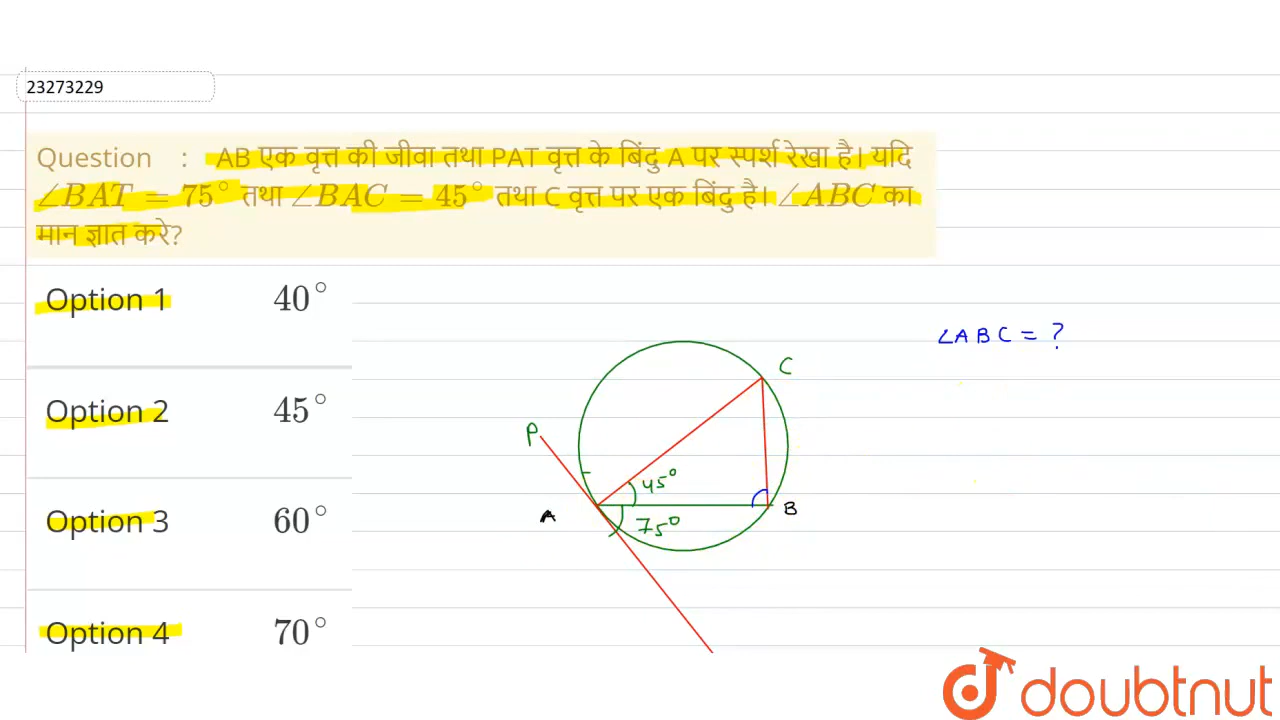 23273229
Question : AB एक वृत्त की जीवा तथा PAT वृत्त के बिंदु A पर स्पर्श रेखा है। यदि
∠BAT = 75° तथा ∠BAC = 45° तथा C वृत्त पर एक बिंदु है। ∠ABC का
मान ज्ञात करे?
Option 1 40°
∠ABC = ?
C
Option 2 45°
P
45°
A
B
75°
Option 3 60°
Option 4 70°
doubtnut